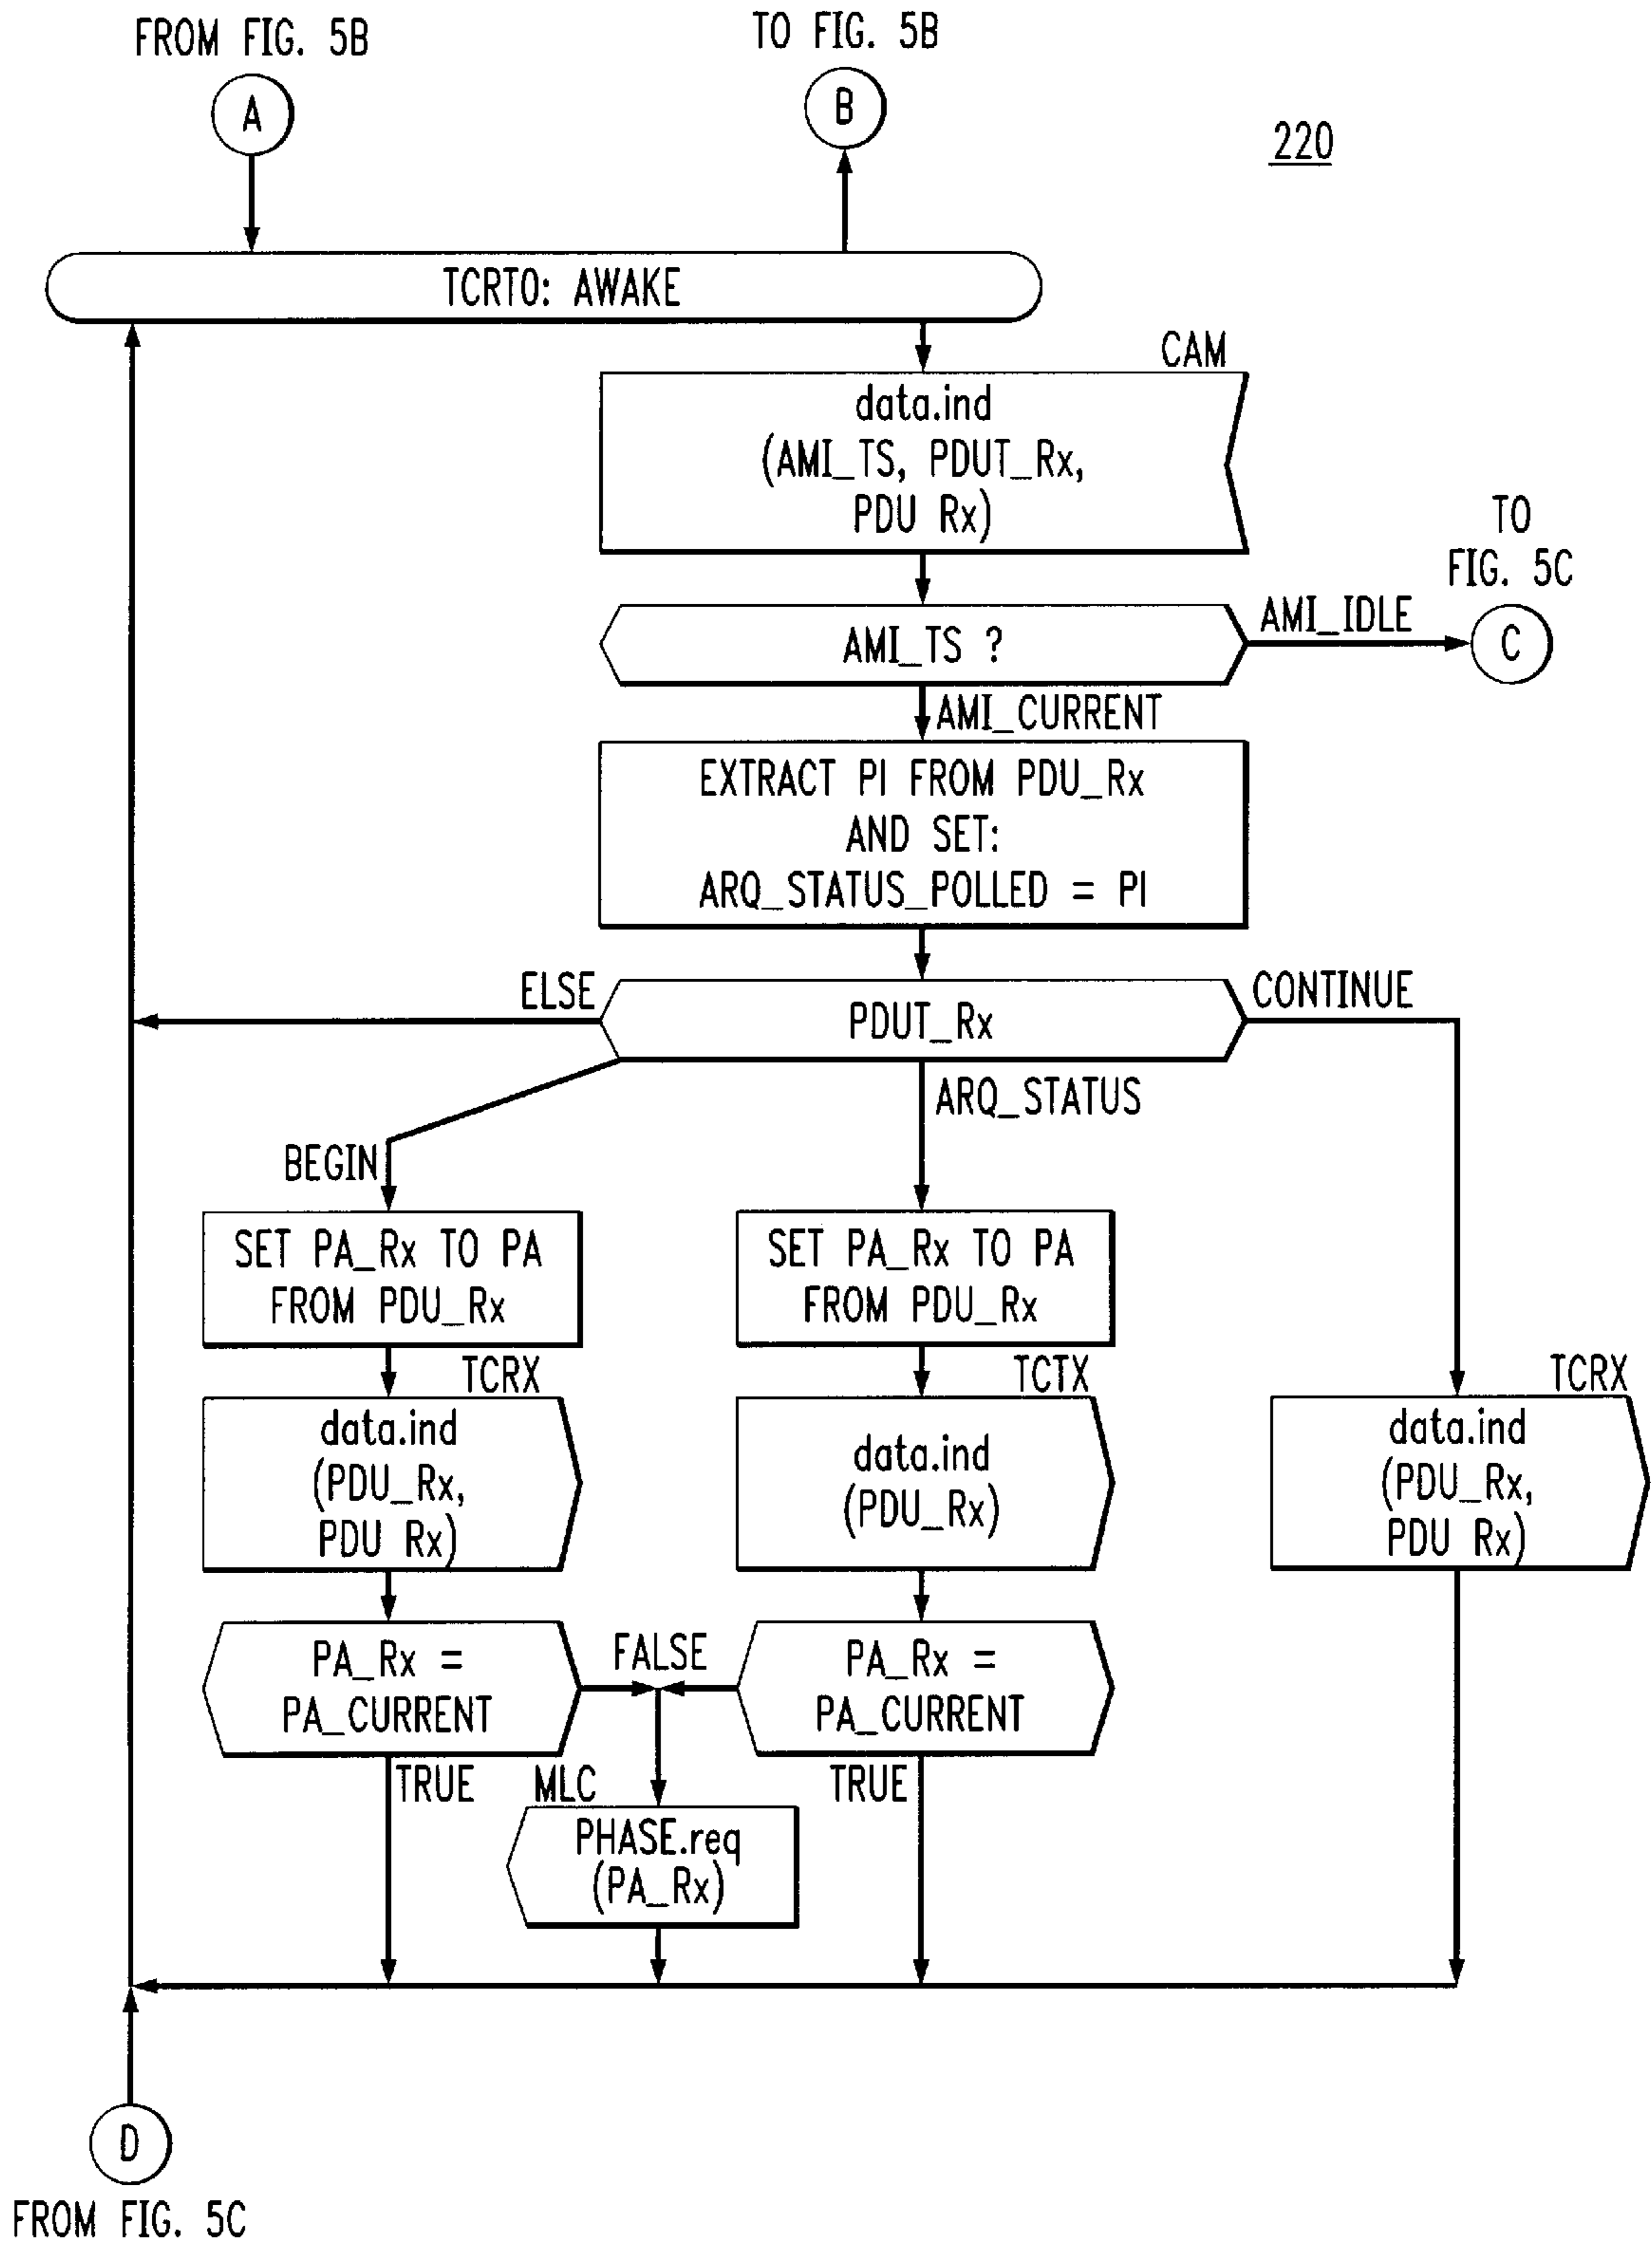 FROM FIG. 5B
TO FIG. 5B
A
B
220
TCRTO: AWAKE
CAM
data.ind
(AMI_TS, PDUT_Rx,
PDU Rx)
TO
FIG. 5C
AMI_TS ?
AMI_IDLE
C
AMI_CURRENT
EXTRACT PI FROM PDU_Rx
AND SET:
ARQ_STATUS_POLLED = PI
ELSE
PDUT_Rx
CONTINUE
ARQ_STATUS
BEGIN
SET PA_Rx TO PA
FROM PDU_Rx
SET PA_Rx TO PA
FROM PDU_Rx
TCRX
data.ind
(PDU_Rx,
PDU Rx)
TCTX
data.ind
(PDU_Rx)
TCRX
data.ind
(PDU_Rx,
PDU Rx)
PA_Rx =
PA_CURRENT
FALSE
PA_Rx =
PA_CURRENT
TRUE
MLC
TRUE
PHASE.req
(PA_Rx)
D
FROM FIG. 5C